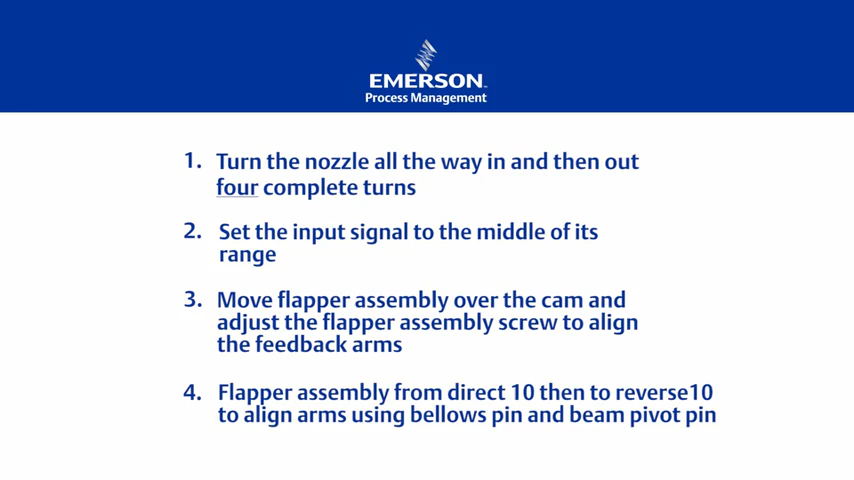 EMERSON
Process Management
1. Turn the nozzle all the way in and then out
four complete turns
2. Set the input signal to the middle of its
range
3. Move flapper assembly over the cam and
adjust the flapper assembly screw to align
the feedback arms
4. Flapper assembly from direct 10 then to reverse10
to align arms using bellows pin and beam pivot pin